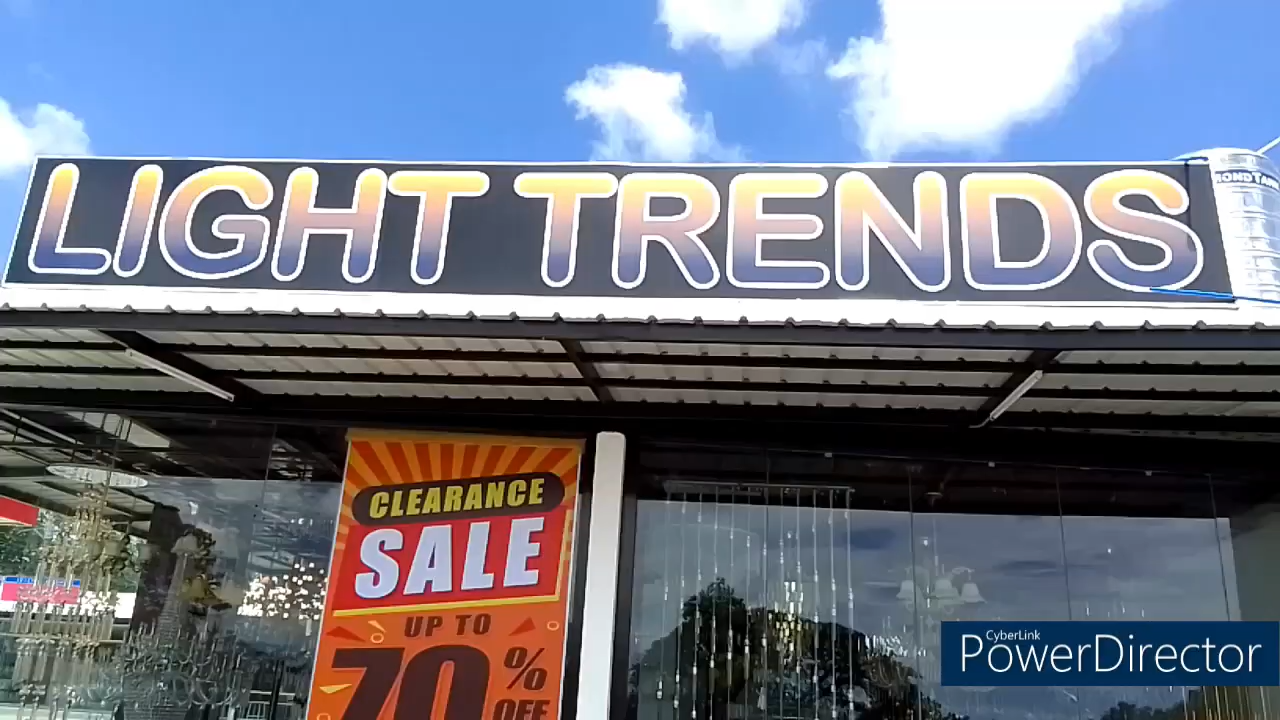 LIGHT TRENDS
CLEARANCE
SALE
UP TO
70% OFF
CyberLink
PowerDirector